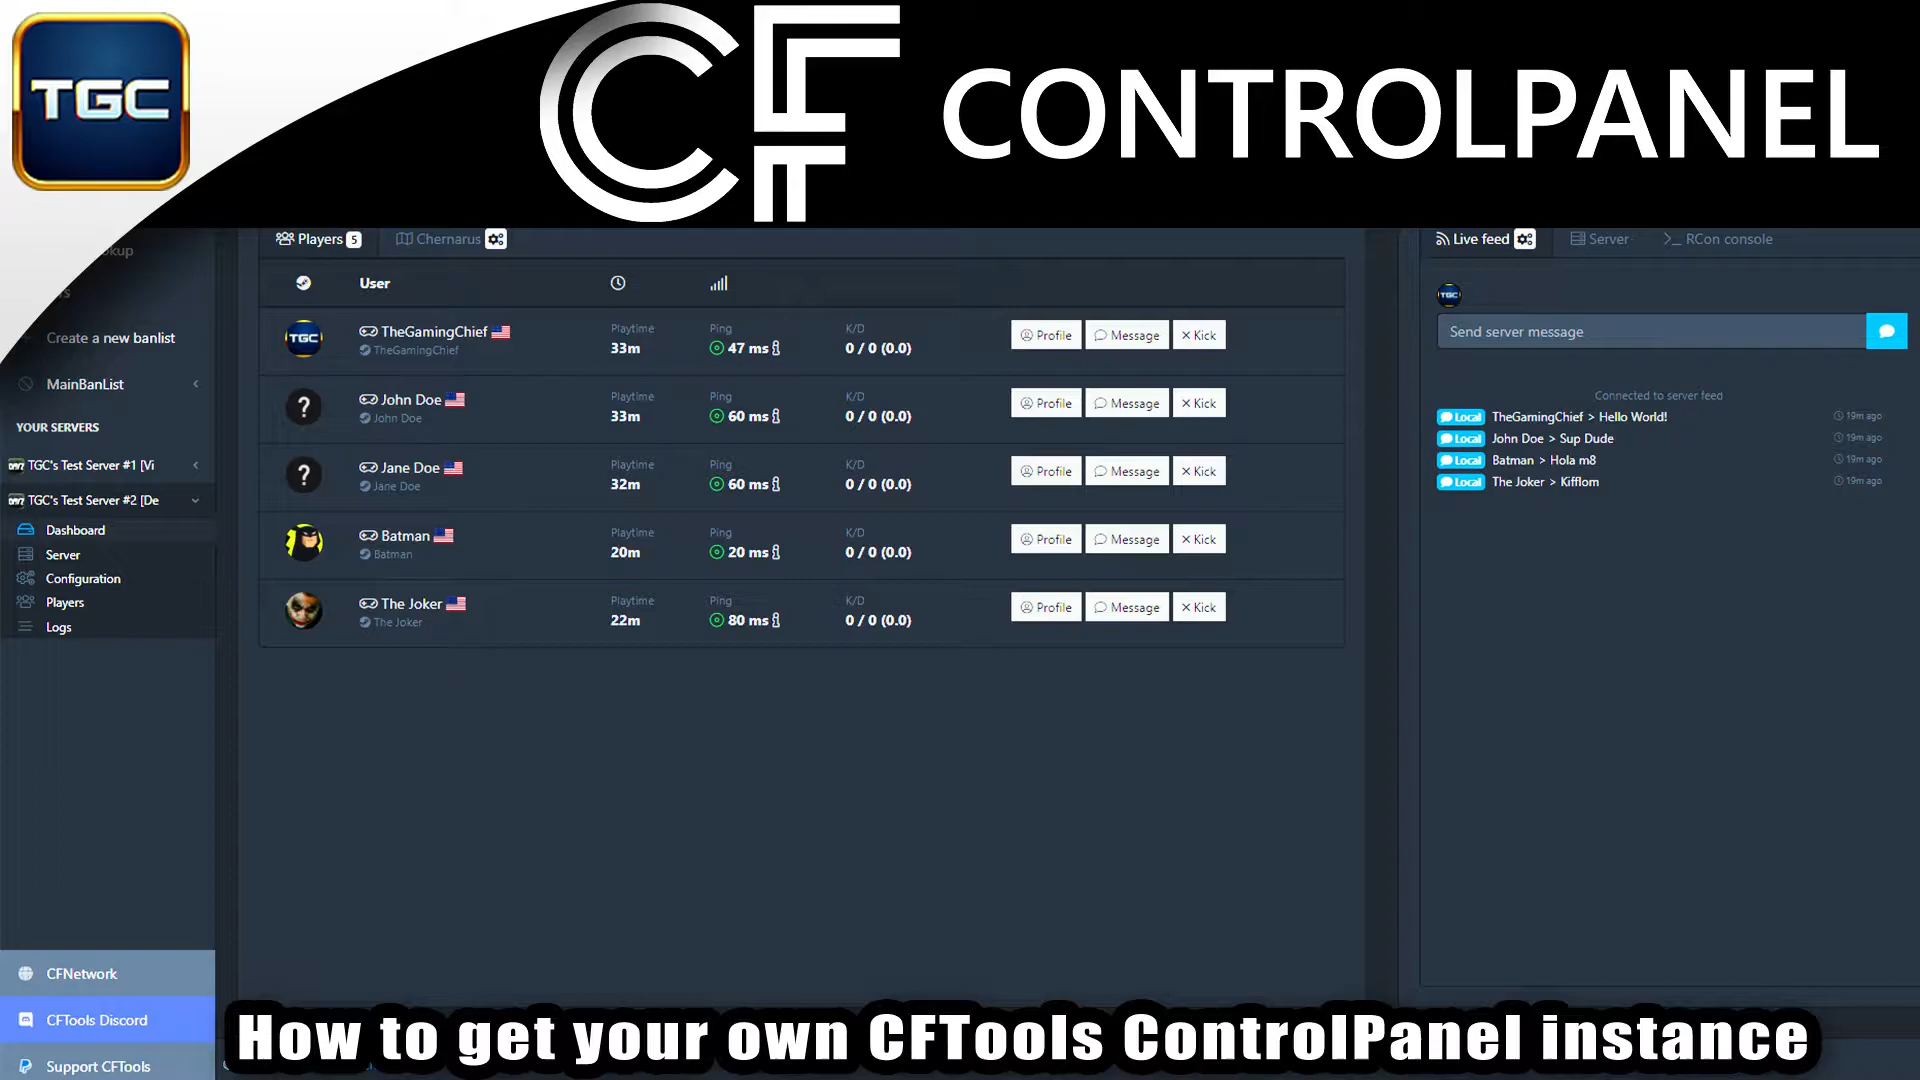 TGC
CF CONTROLPANEL
Players 5
Chernarus
Live feed
Server
>_ RCon console
User
Create a new banlist
MainBanList
YOUR SERVERS
TGC's Test Server #1 [Vi
TGC's Test Server #2 [De
Dashboard
Server
Configuration
Players
Logs
TGC
TheGamingChief
TheGamingChief
Playtime
33m
Ping
47 ms
K/D
0 / 0 (0.0)
Profile
Message
Kick
?
John Doe
John Doe
Playtime
33m
Ping
60 ms
K/D
0 / 0 (0.0)
Profile
Message
Kick
?
Jane Doe
Jane Doe
Playtime
32m
Ping
60 ms
K/D
0 / 0 (0.0)
Profile
Message
Kick
Batman
Batman
Playtime
20m
Ping
20 ms
K/D
0 / 0 (0.0)
Profile
Message
Kick
The Joker
The Joker
Playtime
22m
Ping
80 ms
K/D
0 / 0 (0.0)
Profile
Message
Kick
TGC
Send server message
Connected to server feed
Local TheGamingChief > Hello World! 19m ago
Local John Doe > Sup Dude 19m ago
Local Batman > Hola m8 19m ago
Local The Joker > Kifflom 19m ago
CFNetwork
CFTools Discord
Support CFTools
How to get your own CFTools ControlPanel instance